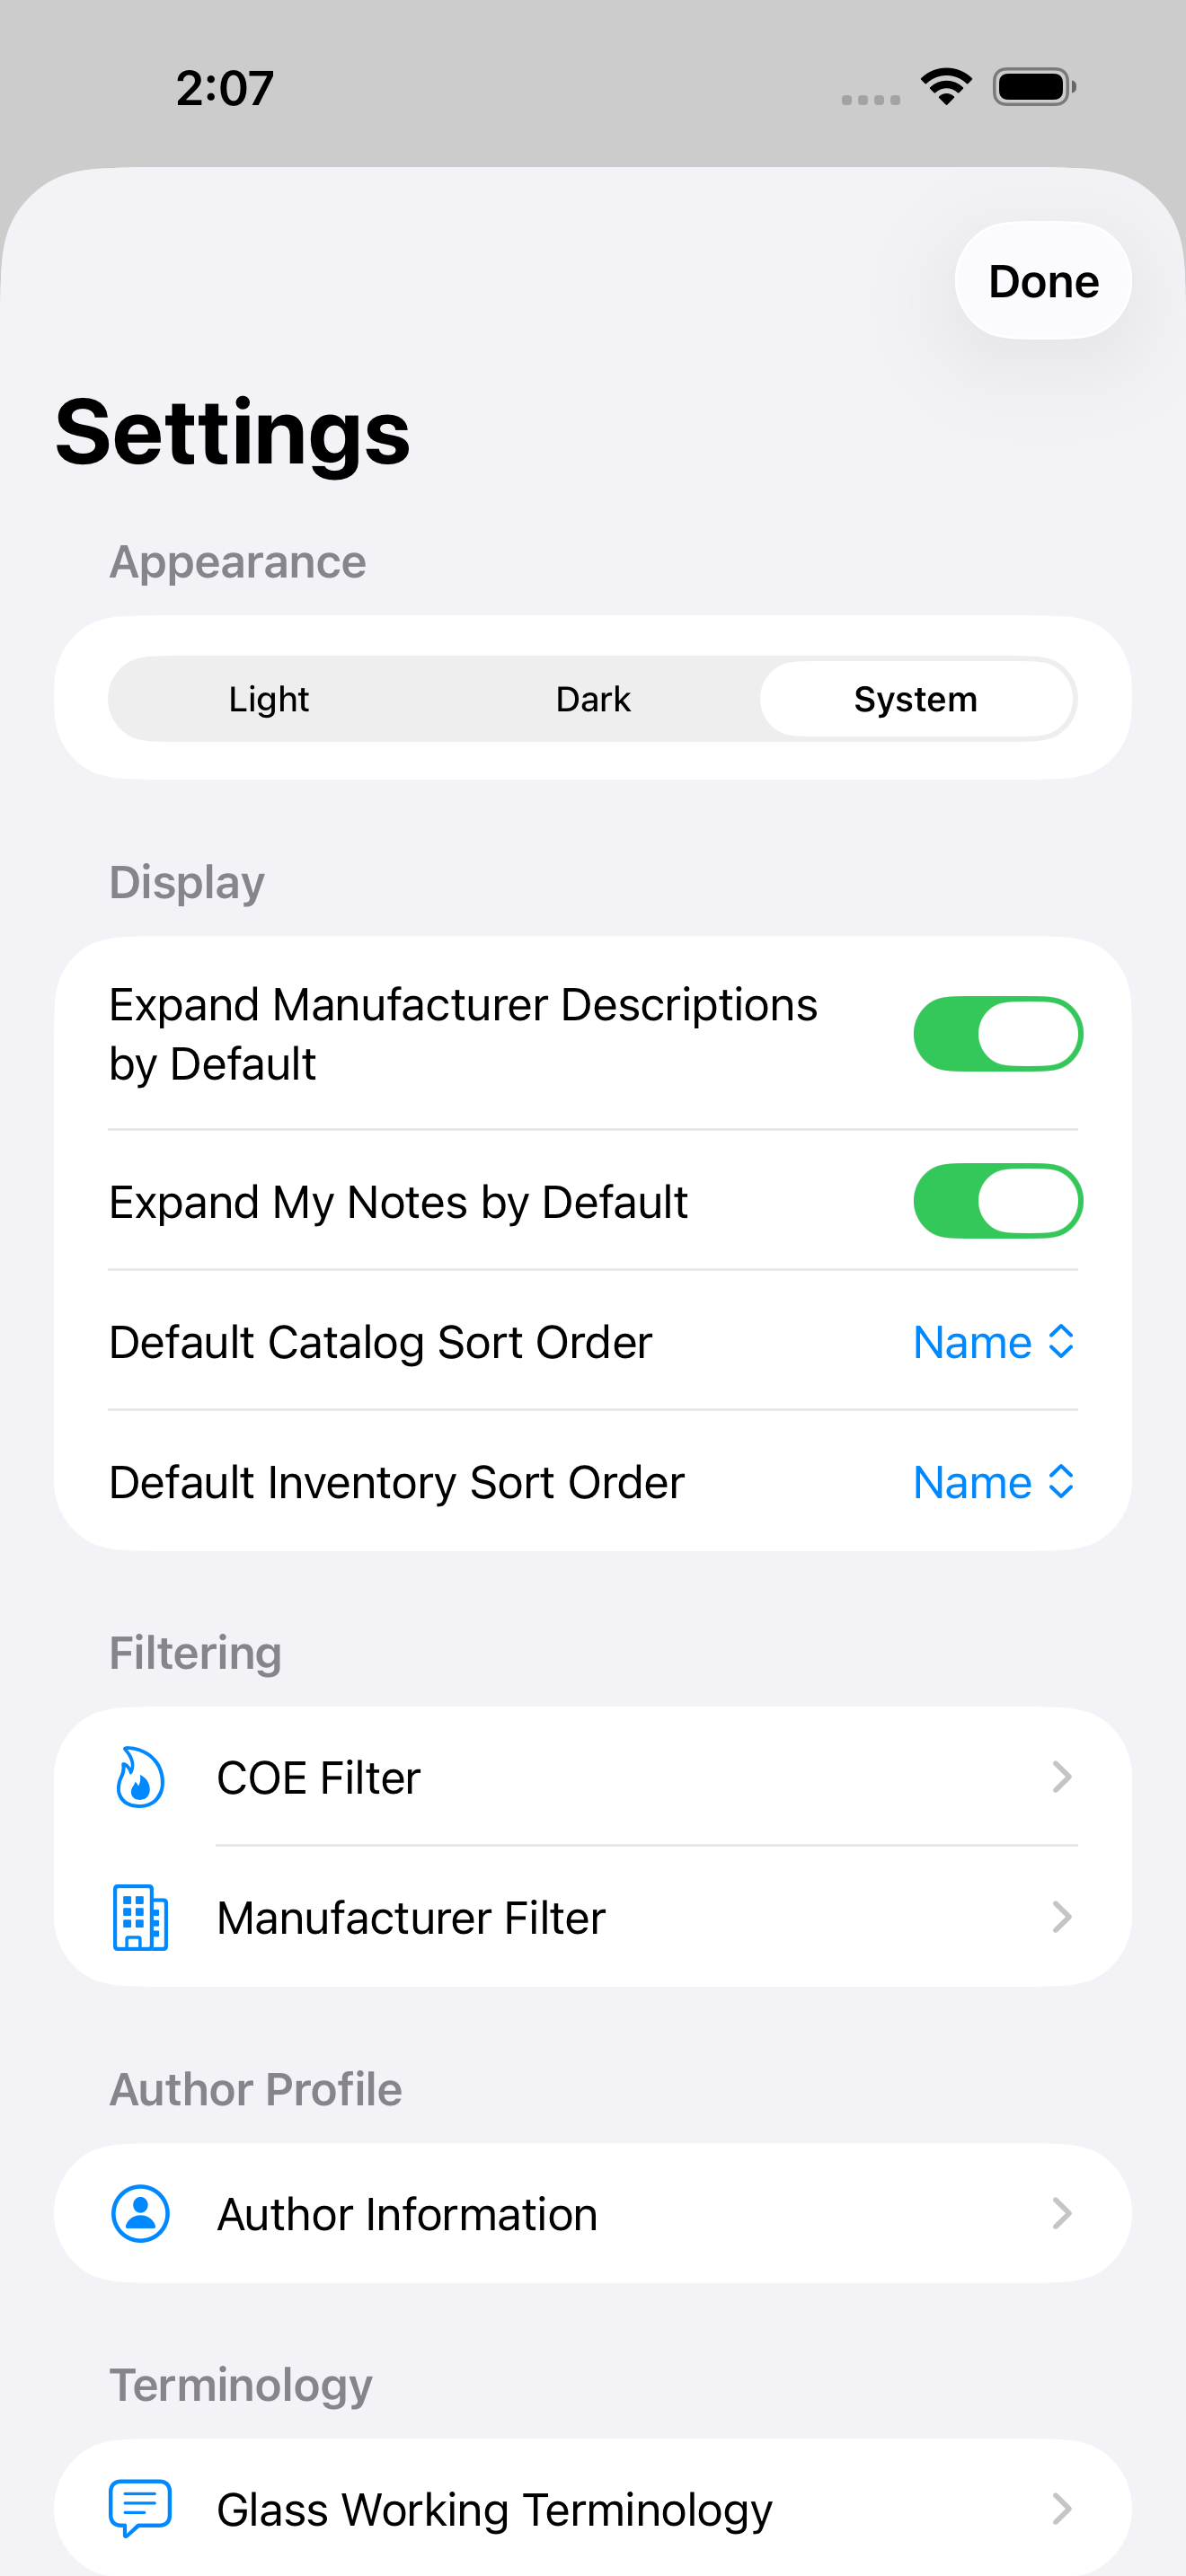 2:07
Done
Settings
Appearance
Light Dark System
Display
Expand Manufacturer Descriptions
by Default
Expand My Notes by Default
Default Catalog Sort Order Name
Default Inventory Sort Order Name
Filtering
COE Filter
Manufacturer Filter
Author Profile
Author Information
Terminology
Glass Working Terminology